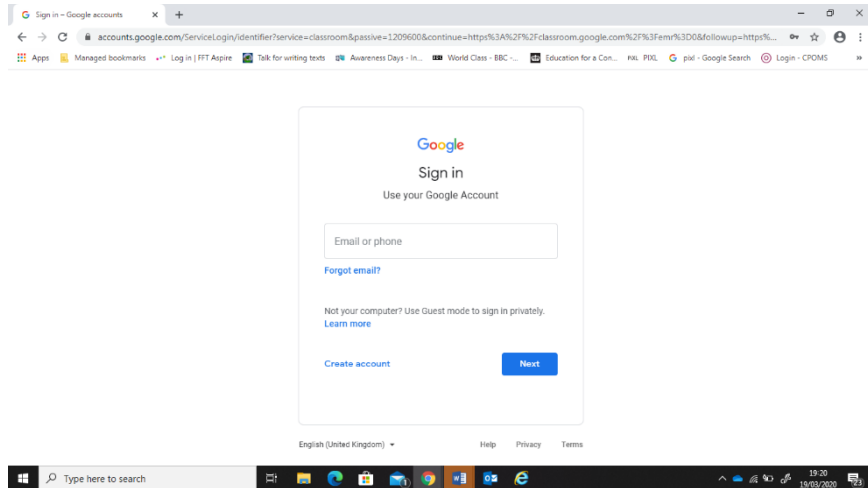 Sign in – Google accounts
accounts.google.com/ServiceLogin/identifier?service=classroom&passive=1209600&continue=https%3A%2F%2Fclassroom.google.com%2F%3Femr%3D0&followup=https%...
Apps Managed bookmarks Log in | FFT Aspire Talk for writing texts Awareness Days - In... World Class - BBC -... Education for a Con... PIXL G pixl - Google Search Login - CPOMS »
Google
Sign in
Use your Google Account
Email or phone
Forgot email?
Not your computer? Use Guest mode to sign in privately.
Learn more
Create account Next
English (United Kingdom) Help Privacy Terms
Type here to search 19:20
19/03/2020